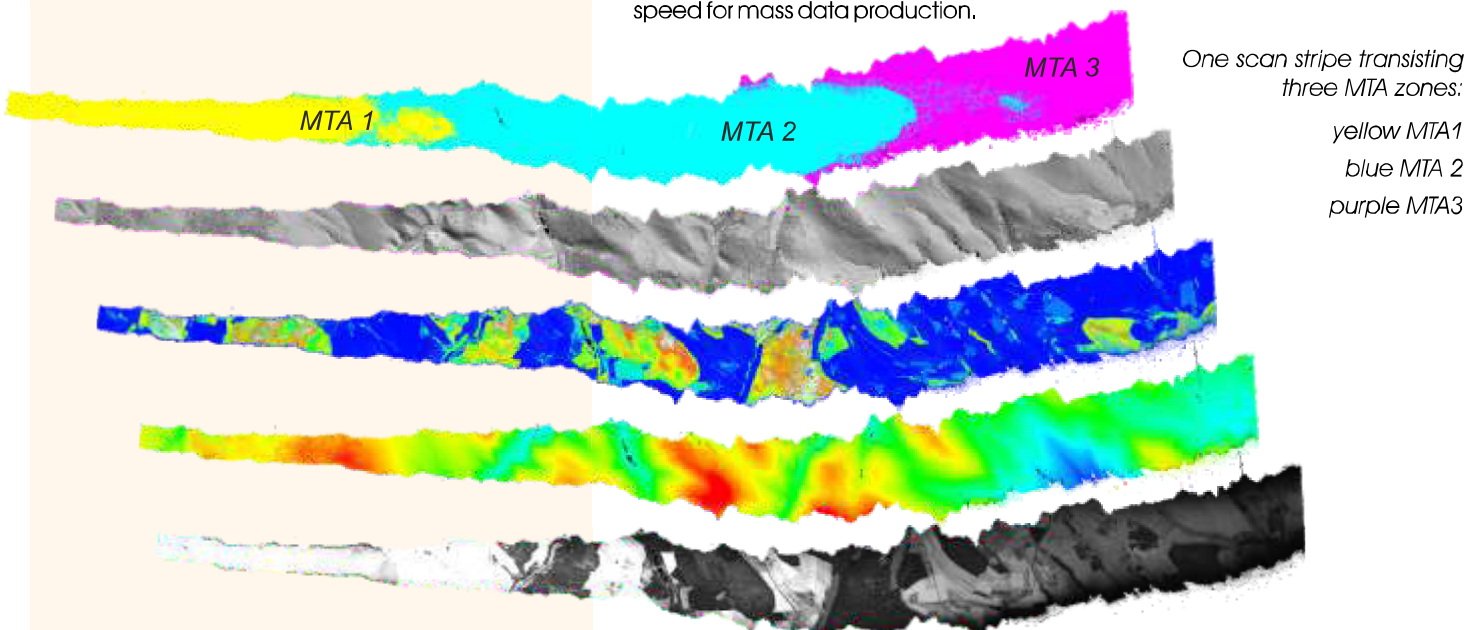 speed for mass data production.
MTA 3
One scan stripe transisting
three MTA zones:
MTA 1
MTA 2
yellow MTA1
blue MTA 2
purple MTA3